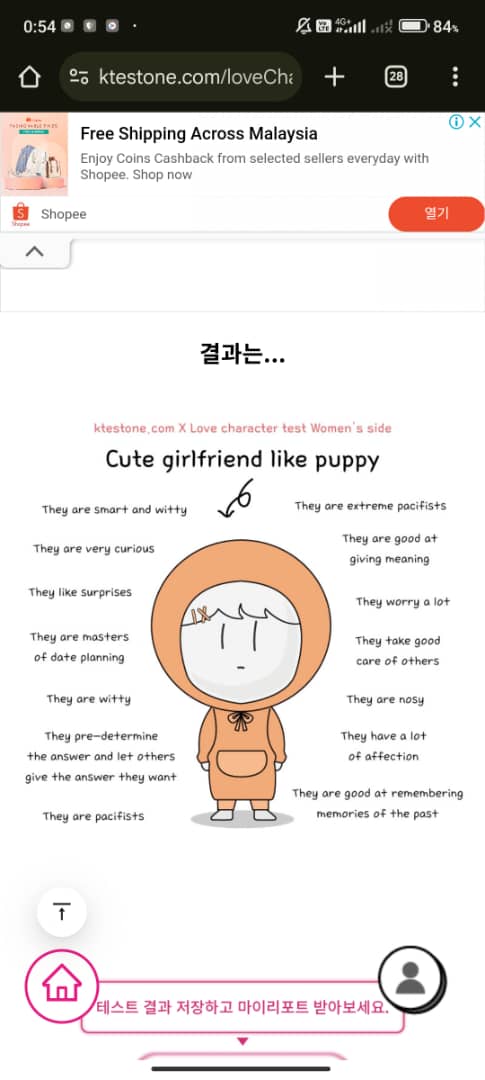 0:54
4G+
84%
ktestone.com/loveCha
28
Free Shipping Across Malaysia
Enjoy Coins Cashback from selected sellers everyday with
Shopee. Shop now
Shopee
열기
결과는...
ktestone.com X Love character test Women's side
Cute girlfriend like puppy
They are smart and witty
They are very curious
They like surprises
They are masters
of date planning
They are witty
They pre-determine
the answer and let others
give the answer they want
They are pacifists
They are extreme pacifists
They are good at
giving meaning
They worry a lot
They take good
care of others
They are nosy
They have a lot
of affection
They are good at remembering
memories of the past
테스트 결과 저장하고 마이리포트 받아보세요.